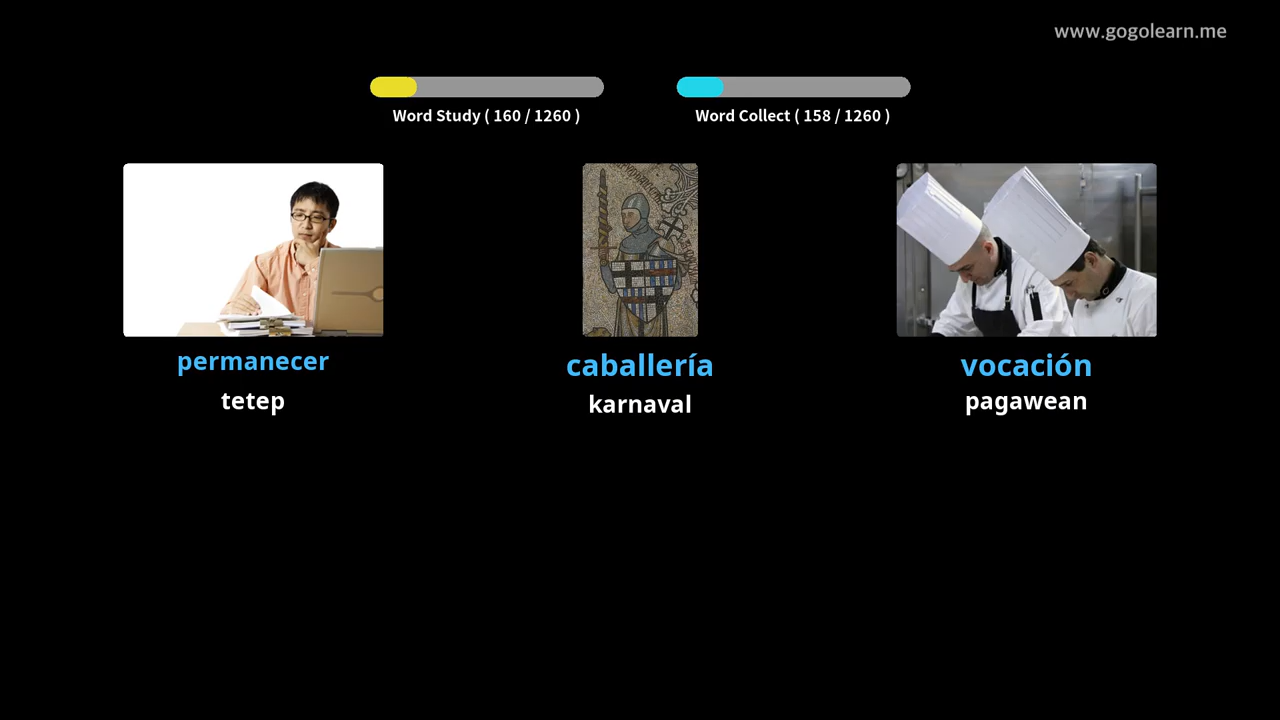 www.gogolearn.me
Word Study ( 160 / 1260 )
Word Collect ( 158 / 1260 )
permanecer
tetep
caballería
karnaval
vocación
pagawean